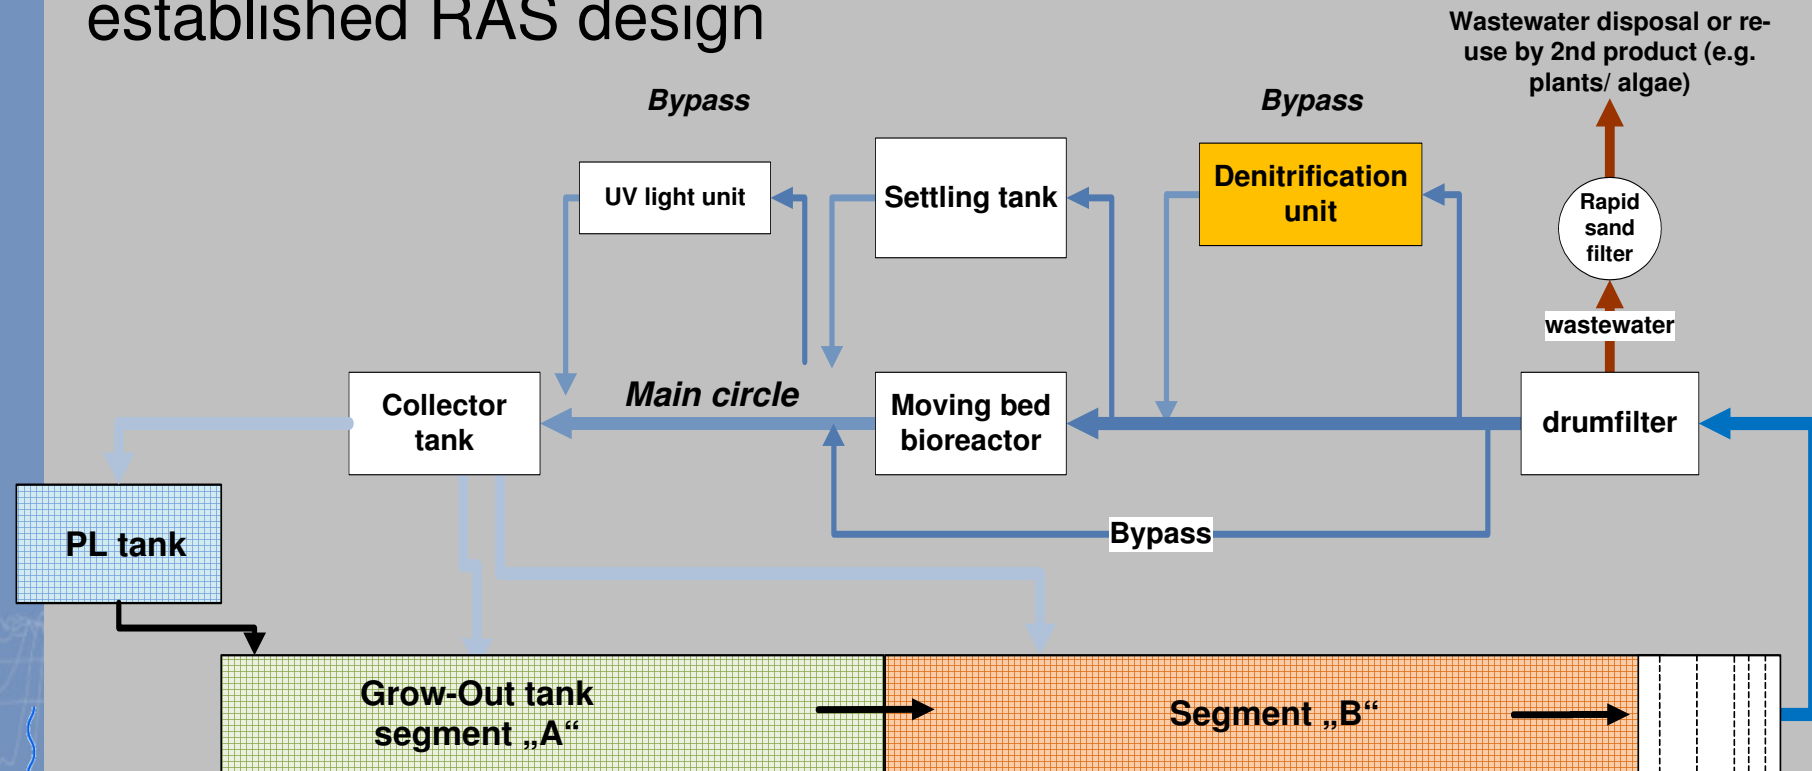 established RAS design
Wastewater disposal or re-
use by 2nd product (e.g.
plants/ algae)
Bypass
Bypass
UV light unit
Settling tank
Denitrification
unit
Rapid
sand
filter
wastewater
Main circle
Collector
tank
Moving bed
bioreactor
drumfilter
PL tank
Bypass
Grow-Out tank
segment „A“
Segment „B“